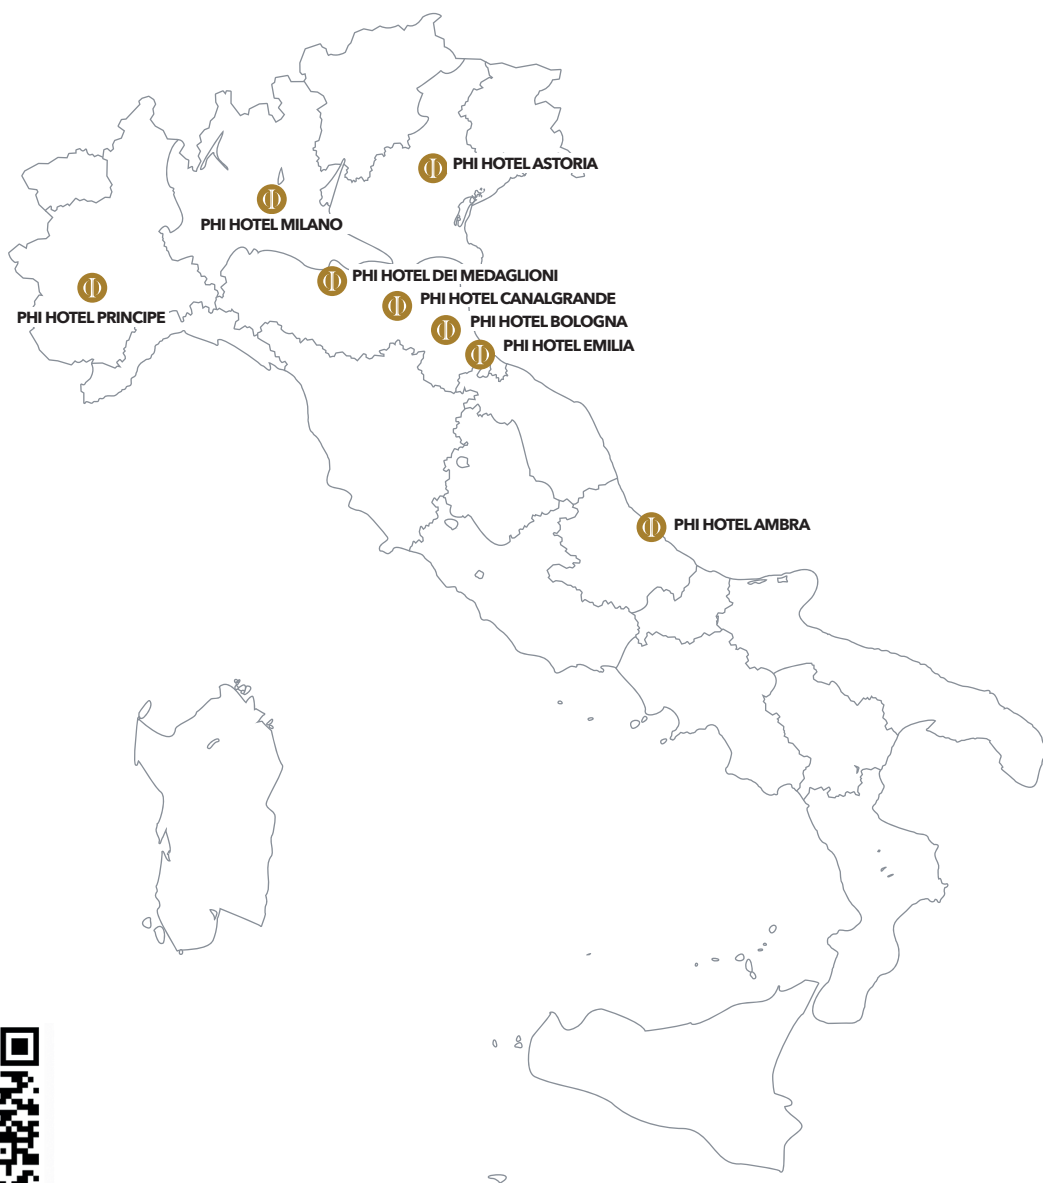 PHI HOTEL ASTORIA
PHI HOTEL MILANO
PHI HOTEL DEI MEDAGLIONI
PHI HOTEL CANALGRANDE
PHI HOTEL PRINCIPE
PHI HOTEL BOLOGNA
PHI HOTEL EMILIA
PHI HOTEL AMBRA